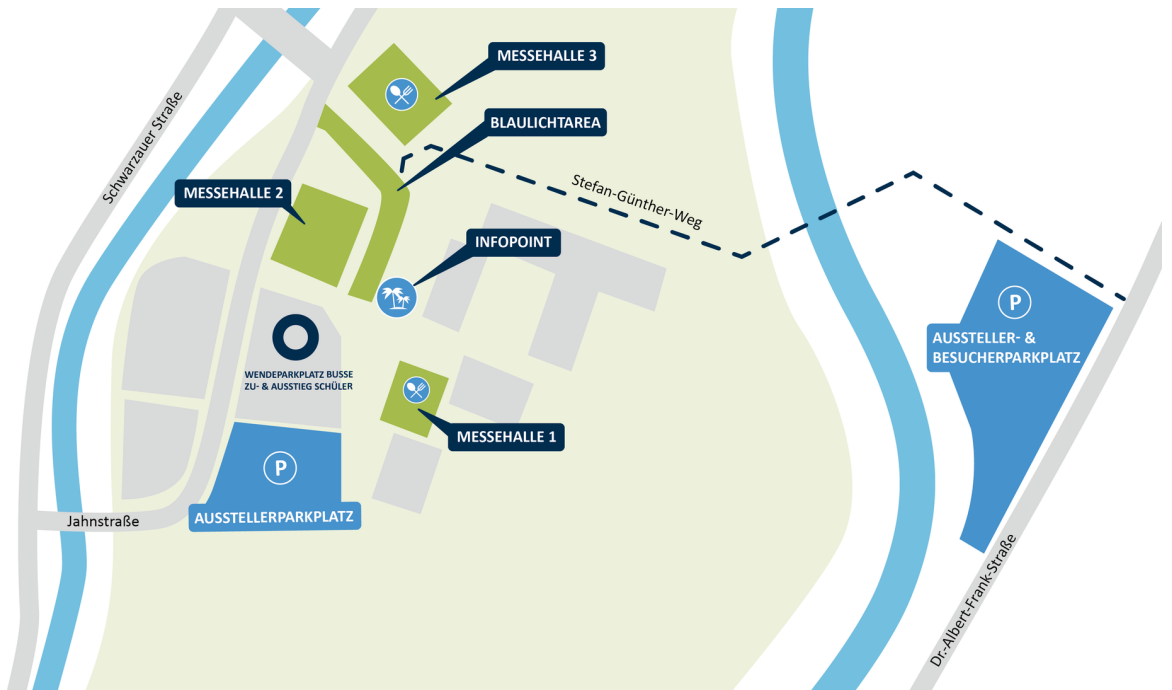 MESSEHALLE 3
BLAULICHTAREA
Schwarzauer Straße
MESSEHALLE 2
Stefan-Günther-Weg
INFOPOINT
P
AUSSTELLER- &
BESUCHERPARKPLATZ
WENDEPARKPLATZ BUSSE
ZU- & AUSSTIEG SCHÜLER
MESSEHALLE 1
P
AUSSTELLERPARKPLATZ
Jahnstraße
Dr.-Albert-Frank-Straße